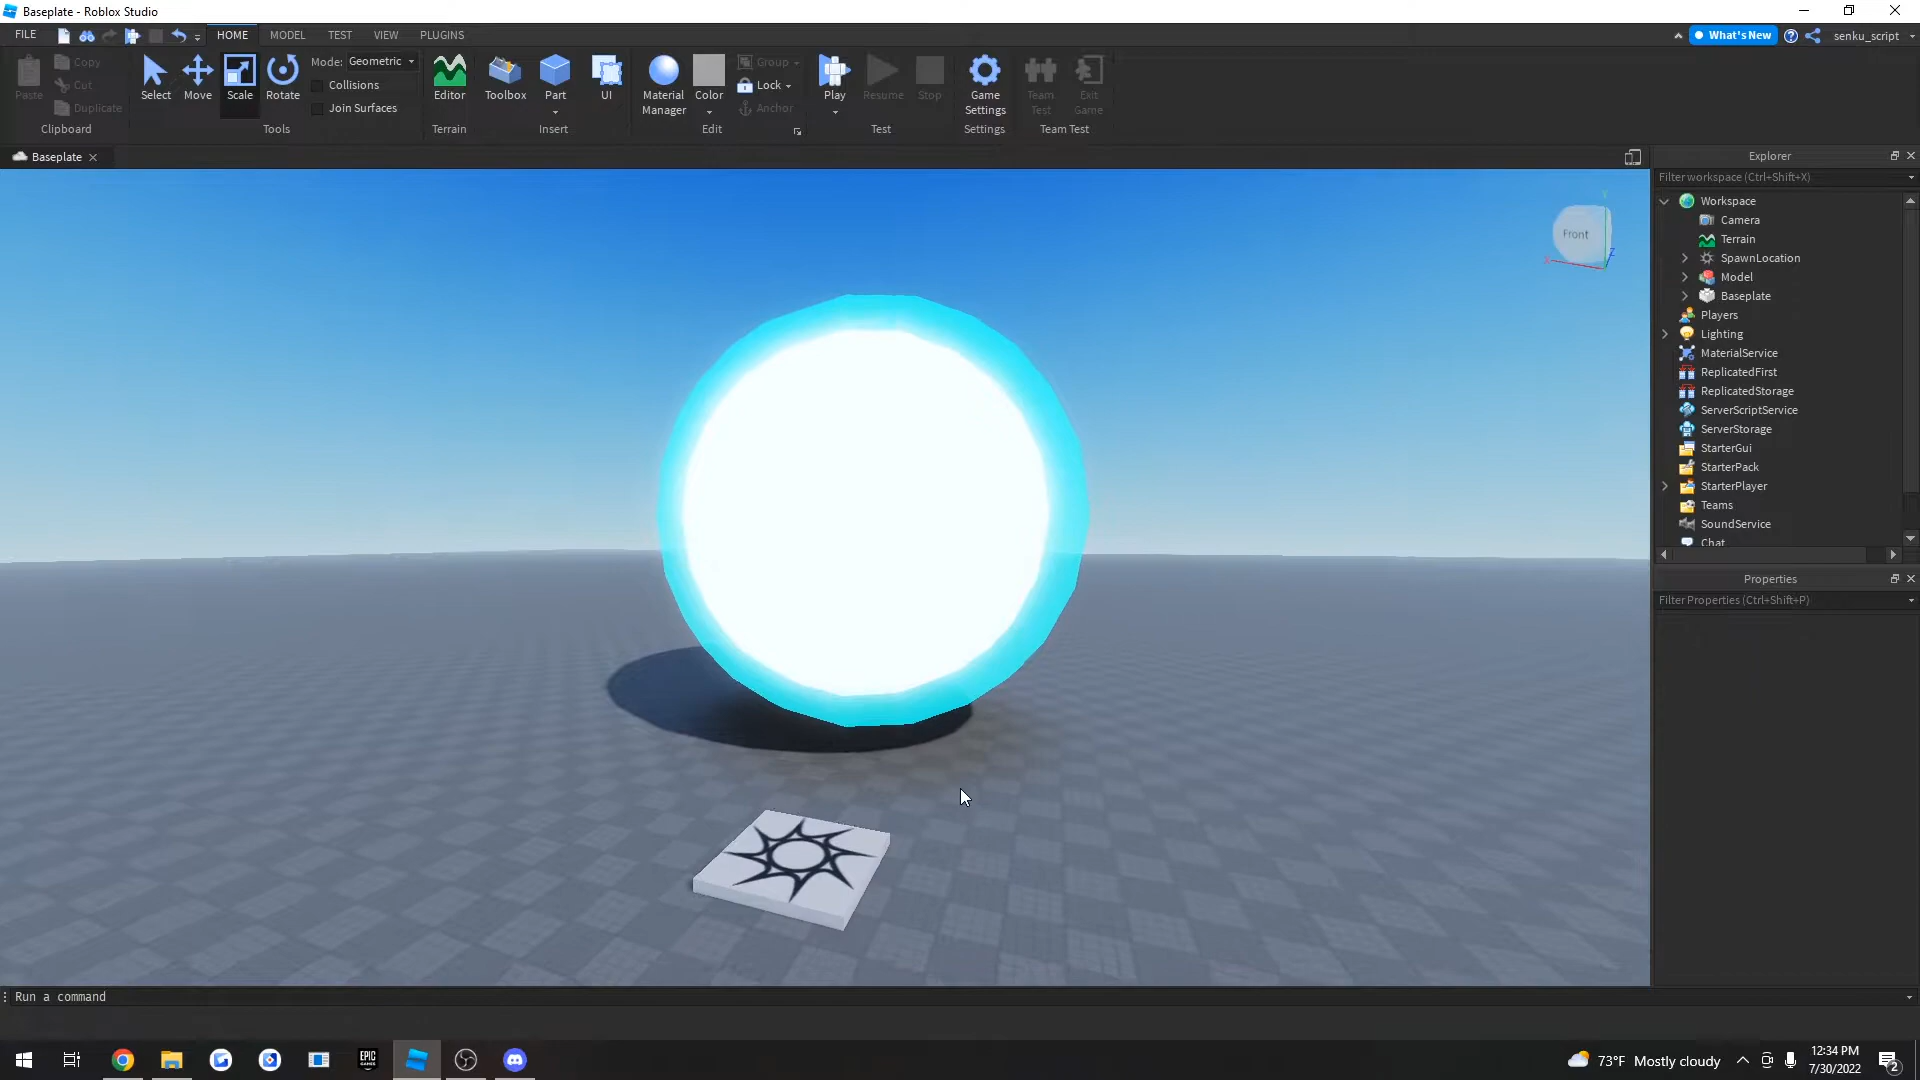 Baseplate - Roblox Studio
FILE HOME MODEL TEST VIEW PLUGINS What's New senku_script
Paste Copy Cut Duplicate Clipboard
Select Move Scale Rotate Mode: Geometric Collisions Join Surfaces Tools
Editor Terrain
Toolbox Part UI Insert
Material Manager Color Group Lock Anchor Edit
Play Resume Stop Test
Game Settings Settings
Team Test Exit Game Team Test
Baseplate
Front
X
Y
Z
Explorer
Filter workspace (Ctrl+Shift+X)
Workspace
Camera
Terrain
SpawnLocation
Model
Baseplate
Players
Lighting
MaterialService
ReplicatedFirst
ReplicatedStorage
ServerScriptService
ServerStorage
StarterGui
StarterPack
StarterPlayer
Teams
SoundService
Chat
Properties
Filter Properties (Ctrl+Shift+P)
Run a command
EPIC GAMES
73°F Mostly cloudy
12:34 PM
7/30/2022
2